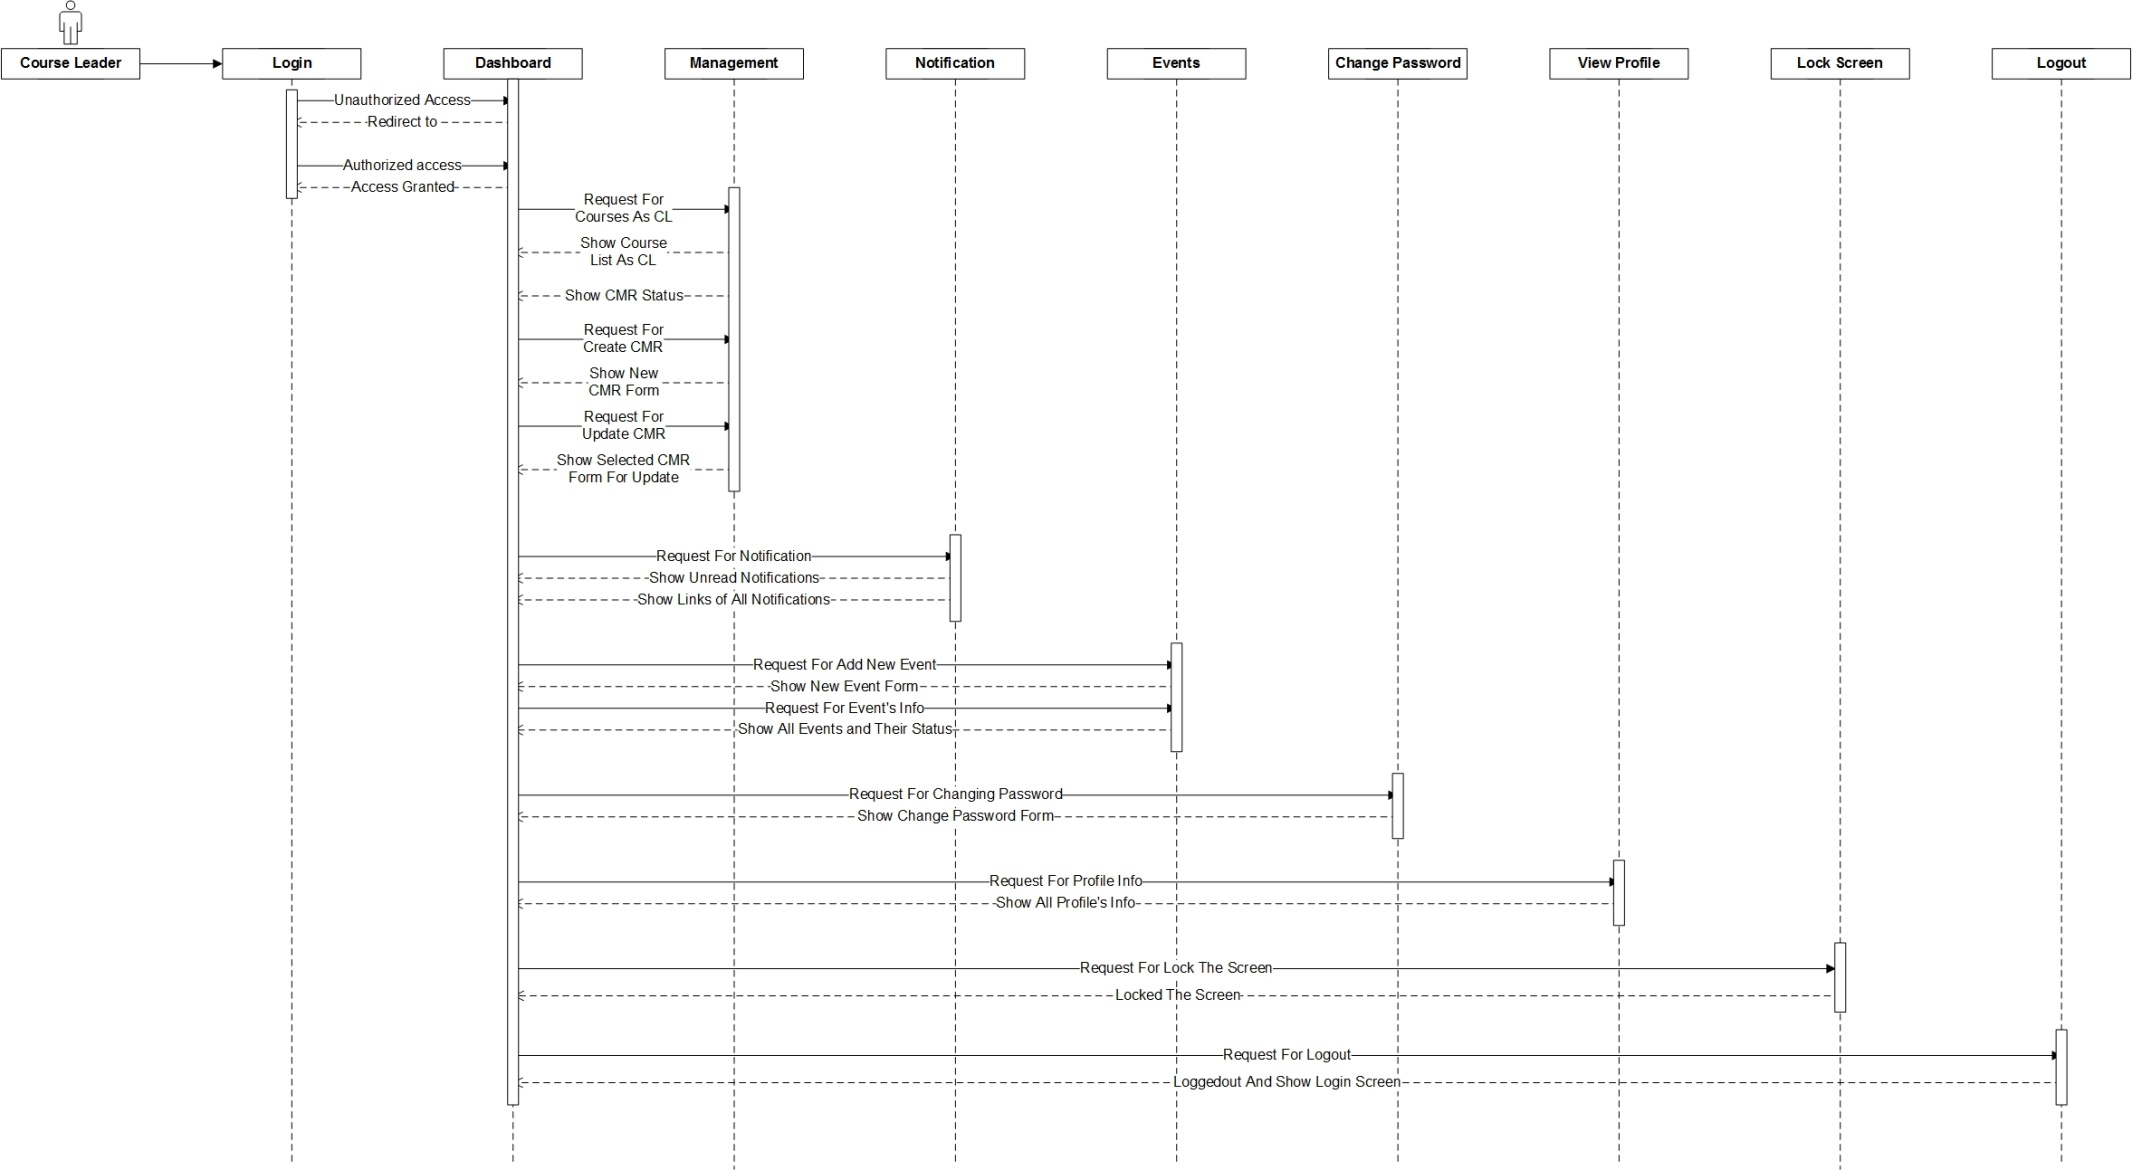 Course Leader
Login
Dashboard
Management
Notification
Events
Change Password
View Profile
Lock Screen
Logout
Unauthorized Access
Redirect to
Authorized access
Access Granted
Request For
Courses As CL
Show Course
List As CL
Show CMR Status
Request For
Create CMR
Show New
CMR Form
Request For
Update CMR
Show Selected CMR
Form For Update
Request For Notification
Show Unread Notifications
Show Links of All Notifications
Request For Add New Event
Show New Event Form
Request For Event's Info
Show All Events and Their Status
Request For Changing Password
Show Change Password Form
Request For Profile Info
Show All Profile's Info
Request For Lock The Screen
Locked The Screen
Request For Logout
Loggedout And Show Login Screen